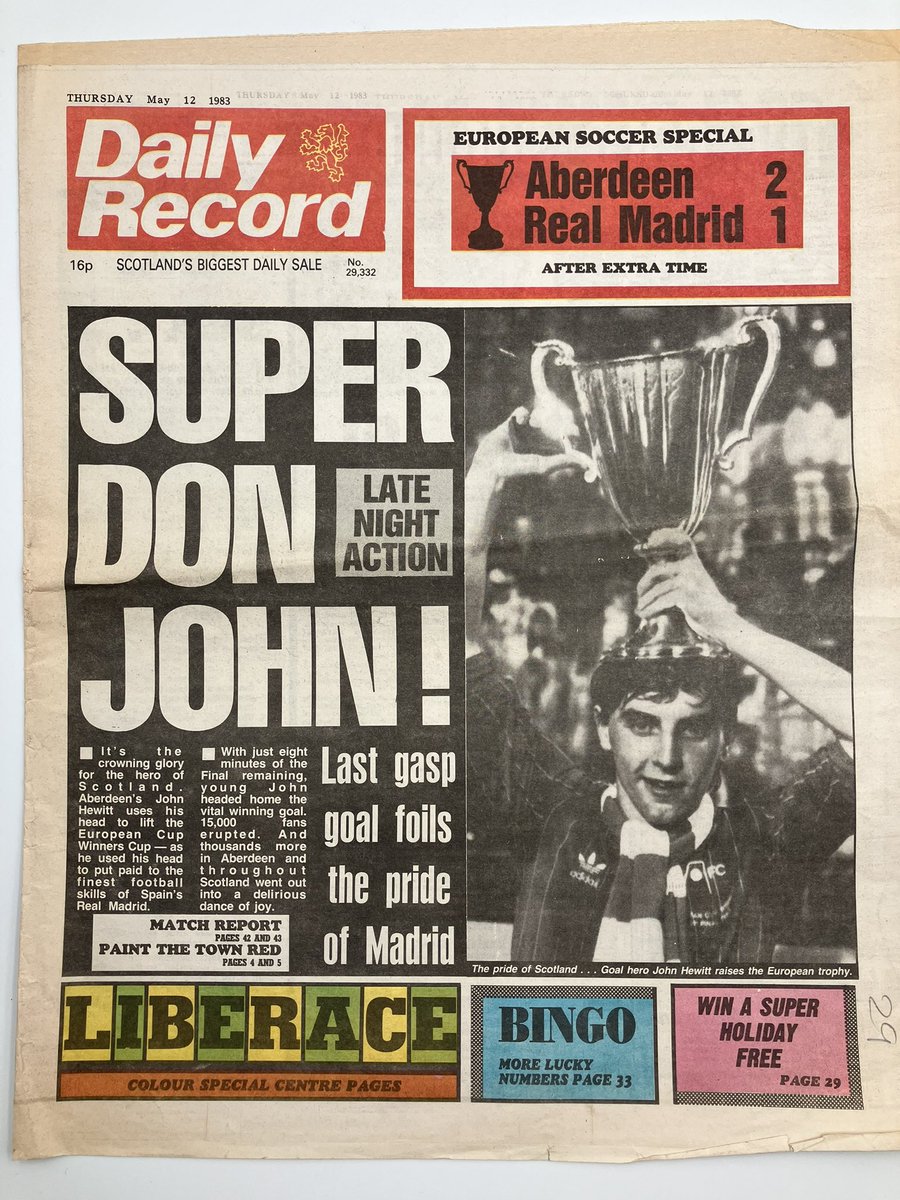 THURSDAY May 12 1983
Daily
Record
16p SCOTLAND'S BIGGEST DAILY SALE No.
29,332
EUROPEAN SOCCER SPECIAL
Aberdeen 2
Real Madrid 1
AFTER EXTRA TIME
SUPER
DON
JOHN!
LATE
NIGHT
ACTION
It's the
crowning glory
for the hero of
Scotland.
Aberdeen's John
Hewitt uses his
head to lift the
European Cup
Winners Cup — as
he used his head
to put paid to the
finest football
skills of Spain's
Real Madrid.
With just eight
minutes of the
Final remaining,
young John
headed home the
vital winning goal.
15,000 fans
erupted. And
thousands more
in Aberdeen and
throughout
Scotland went out
into a delirious
dance of joy.
Last gasp
goal foils
the pride
of Madrid
MATCH REPORT
PAGES 42 AND 43
PAINT THE TOWN RED
PAGES 4 AND 5
adidas
FC
The pride of Scotland . . . Goal hero John Hewitt raises the European trophy.
LIBERACE
COLOUR SPECIAL CENTRE PAGES
BINGO
MORE LUCKY
NUMBERS PAGE 33
WIN A SUPER
HOLIDAY
FREE
PAGE 29
29